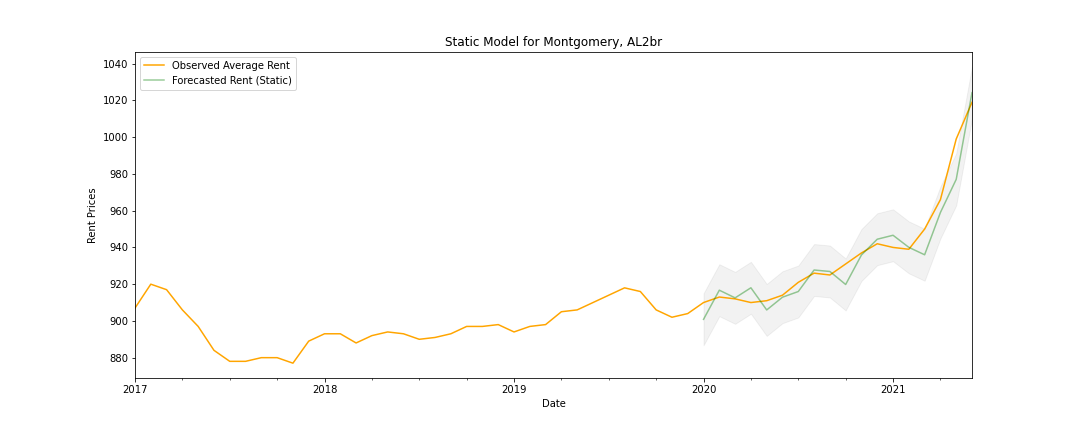 Static Model for Montgomery, AL2br
Observed Average Rent
Forecasted Rent (Static)
1040
1020
1000
980
960
940
920
900
880
Rent Prices
2017 2018 2019 2020 2021
Date